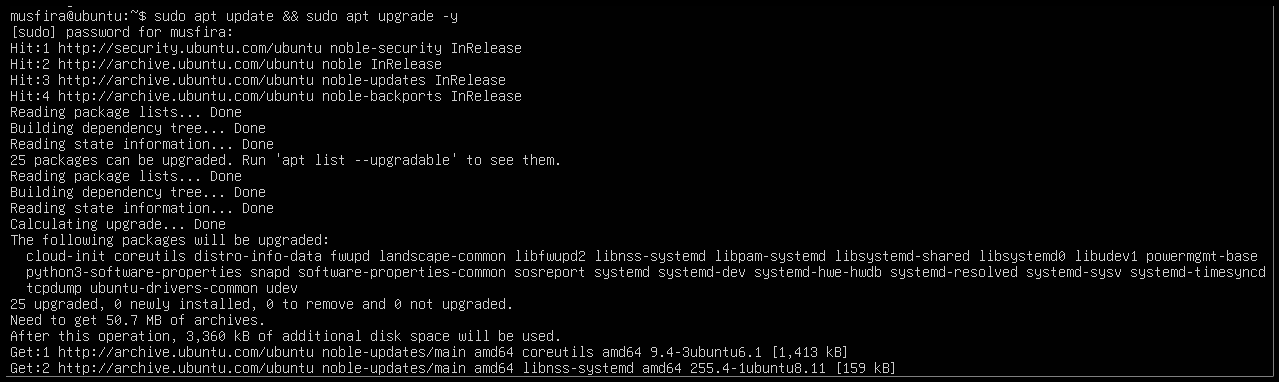 musfira@ubuntu:~$ sudo apt update && sudo apt upgrade -y
[sudo] password for musfira:
Hit:1 http://security.ubuntu.com/ubuntu noble-security InRelease
Hit:2 http://archive.ubuntu.com/ubuntu noble InRelease
Hit:3 http://archive.ubuntu.com/ubuntu noble-updates InRelease
Hit:4 http://archive.ubuntu.com/ubuntu noble-backports InRelease
Reading package lists... Done
Building dependency tree... Done
Reading state information... Done
25 packages can be upgraded. Run 'apt list --upgradable' to see them.
Reading package lists... Done
Building dependency tree... Done
Reading state information... Done
Calculating upgrade... Done
The following packages will be upgraded:
  cloud-init coreutils distro-info-data fwupd landscape-common libfwupd2 libnss-systemd libpam-systemd libsystemd-shared libsystemd0 libudev1 powermgmt-base
  python3-software-properties snapd software-properties-common sosreport systemd systemd-dev systemd-hwe-hwdb systemd-resolved systemd-sysv systemd-timesyncd
  tcpdump ubuntu-drivers-common udev
25 upgraded, 0 newly installed, 0 to remove and 0 not upgraded.
Need to get 50.7 MB of archives.
After this operation, 3,360 kB of additional disk space will be used.
Get:1 http://archive.ubuntu.com/ubuntu noble-updates/main amd64 coreutils amd64 9.4-3ubuntu6.1 [1,413 kB]
Get:2 http://archive.ubuntu.com/ubuntu noble-updates/main amd64 libnss-systemd amd64 255.4-1ubuntu8.11 [159 kB]